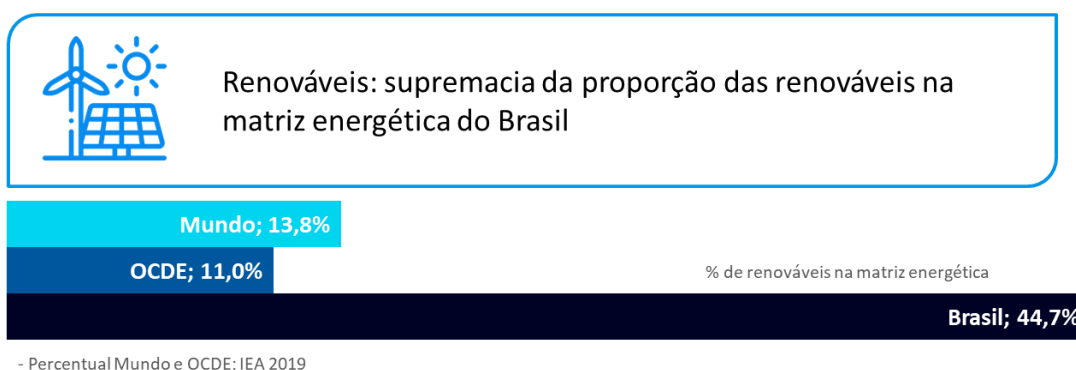 Renováveis: supremacia da proporção das renováveis na
matriz energética do Brasil
Mundo; 13,8%
OCDE; 11,0%
% de renováveis na matriz energética
Brasil; 44,7%
- Percentual Mundo e OCDE: IEA 2019